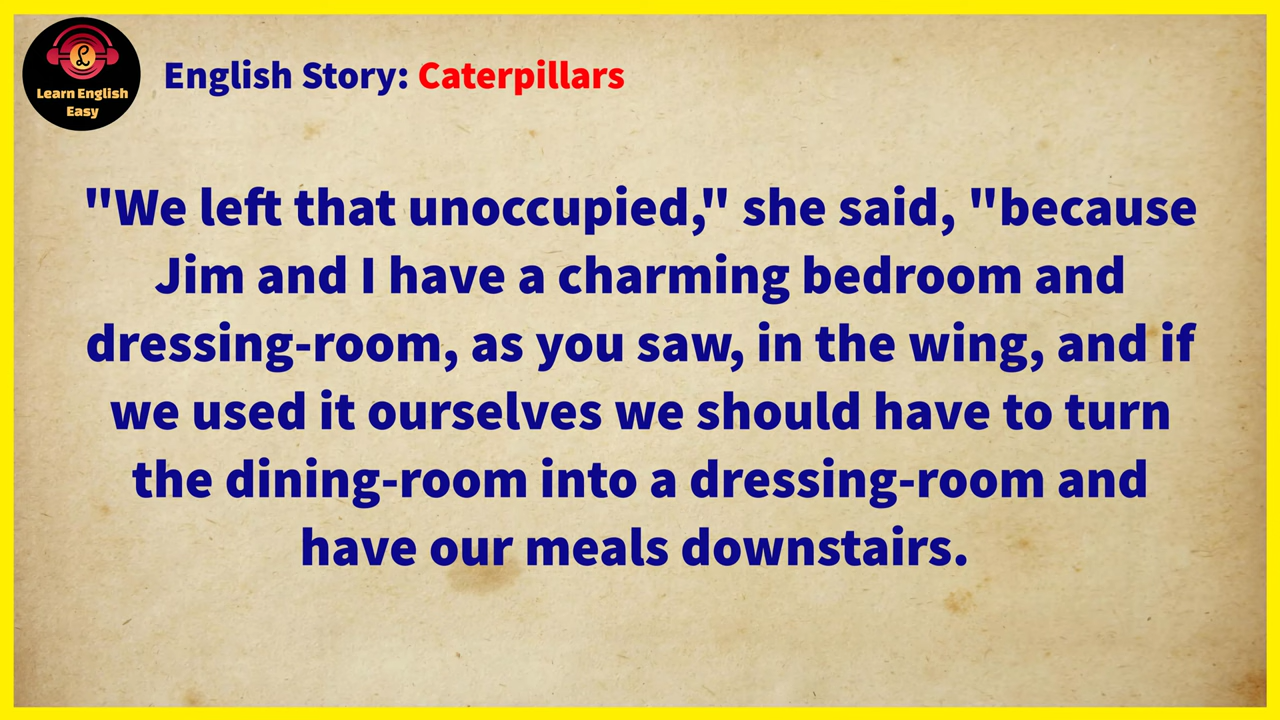 Learn English
Easy
English Story: Caterpillars
"We left that unoccupied," she said, "because
Jim and I have a charming bedroom and
dressing-room, as you saw, in the wing, and if
we used it ourselves we should have to turn
the dining-room into a dressing-room and
have our meals downstairs.